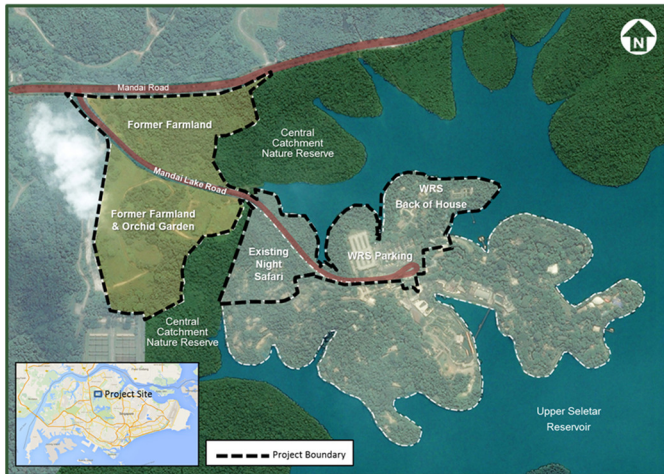 N
Mandai Road
Former Farmland
Central
Catchment
Nature Reserve
Mandai Lake Road
WRS
Back of House
Former Farmland
& Orchid Garden
Existing
Night
Safari
WRS Parking
Central
Catchment
Nature Reserve
Project Site
Upper Seletar
Reservoir
Project Boundary